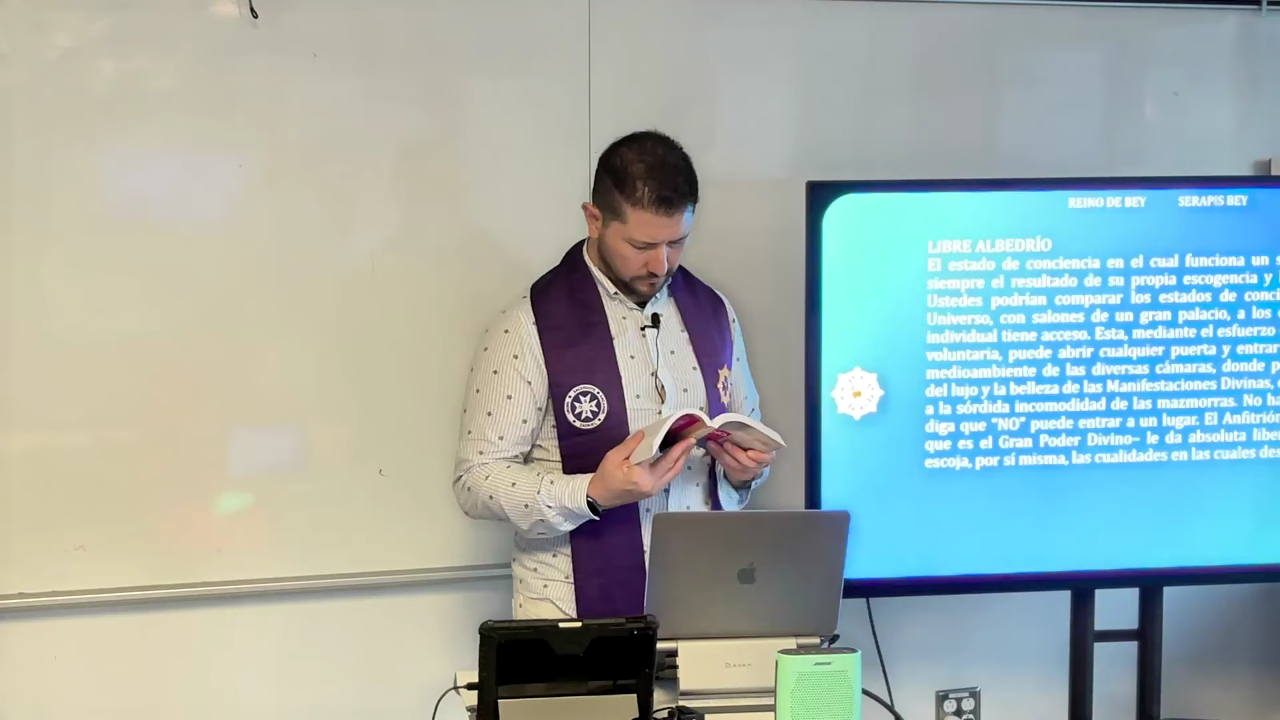 REINO DE BEY SERAPIS BEY
LIBRE ALBEDRÍO
El estado de conciencia en el cual funciona un
siempre el resultado de su propia escogencia y
Ustedes podrían comparar los estados de
Universo, con salones de un gran palacio, a los
individual tiene acceso. Esta, mediante el esfuerzo
voluntaria, puede abrir cualquier puerta y entrar
medioambiente de las diversas cámaras, donde
del lujo y la belleza de las Manifestaciones Divinas,
a la sórdida incomodidad de las mazmorras. No
diga que "NO" puede entrar a un lugar. El Anfitrión
que es el Gran Poder Divino– le da absoluta
escoja, por sí misma, las cualidades en las cuales
BOSE